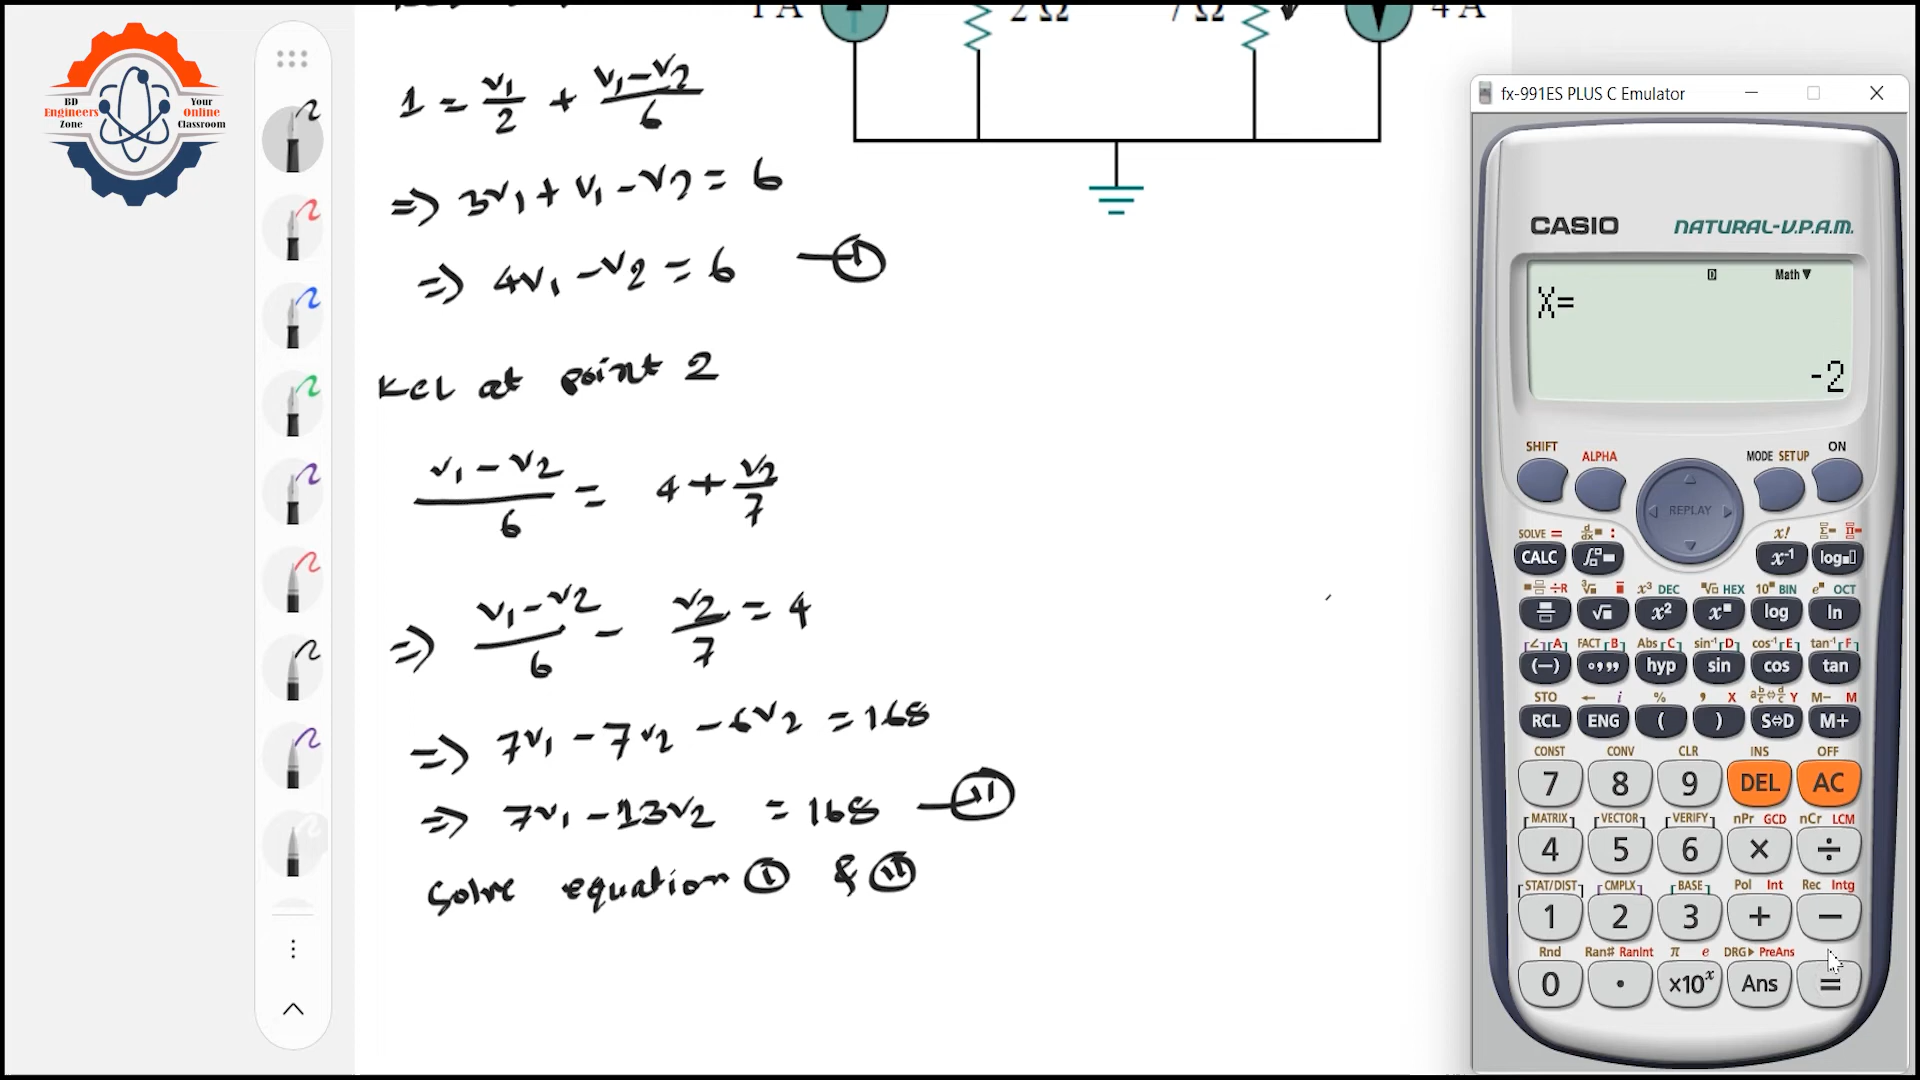 1 A
2 Ω
7 Ω
4 A
BD
Engineers
Zone
Your
Online
Classroom
1 = v1/2 + (v1 - v2)/6
=> 3v1 + v1 - v2 = 6
=> 4v1 - v2 = 6 — (I)
KCL at point 2
(v1 - v2)/6 = 4 + v2/7
=> (v1 - v2)/6 - v2/7 = 4
=> 7v1 - 7v2 - 6v2 = 168
=> 7v1 - 13v2 = 168 — (II)
Solve equation (I) & (II)
fx-991ES PLUS C Emulator
CASIO NATURAL-V.P.A.M.
D Math▼
X=
-2
SHIFT ALPHA MODE SETUP ON
REPLAY
SOLVE = d/dx : x! Σ= Π=
CALC ∫ x⁻¹ log
÷R x³ DEC HEX 10 BIN e OCT
√ x² x log ln
∠ A FACT B Abs C sin⁻¹ D cos⁻¹ E tan⁻¹ F
(−) °,,, hyp sin cos tan
STO ← i % , X a b/c⇔d/c Y M− M
RCL ENG ( ) S⇔D M+
CONST CONV CLR INS OFF
7 8 9 DEL AC
MATRIX VECTOR VERIFY nPr GCD nCr LCM
4 5 6 × ÷
STAT/DIST CMPLX BASE Pol Int Rec Intg
1 2 3 + −
Rnd Ran# RanInt π e DRG▶ PreAns
0 . ×10ˣ Ans =